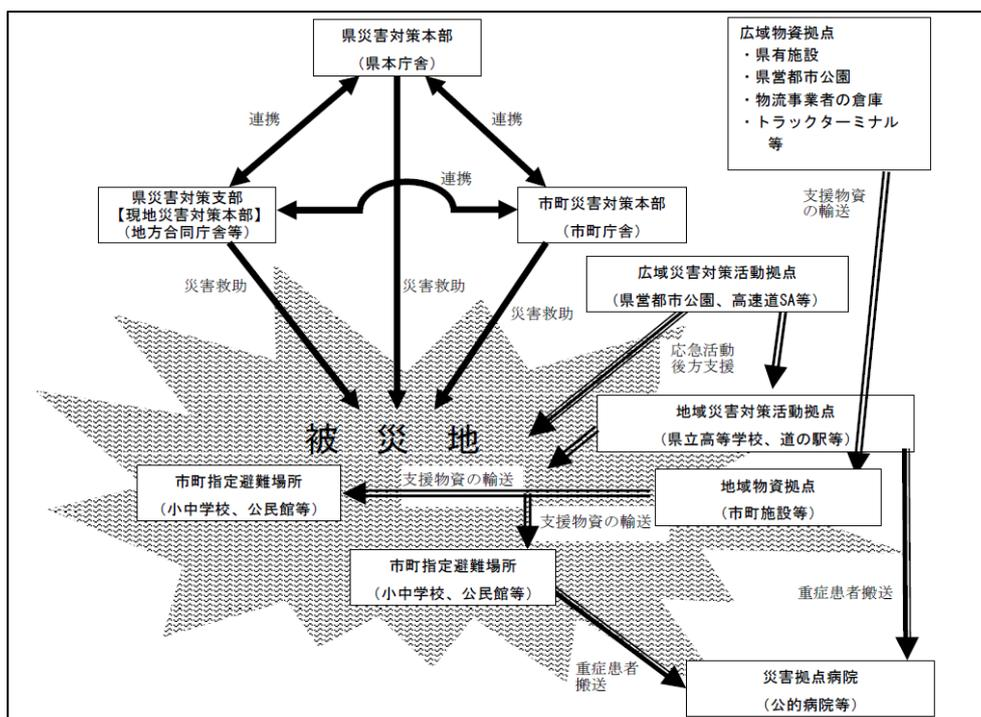 県災害対策本部
(県本庁舎)
広域物資拠点
・県有施設
・県営都市公園
・物流事業者の倉庫
・トラックターミナル
等
連携
連携
連携
県災害対策支部
【現地災害対策本部】
(地方合同庁舎等)
市町災害対策本部
(市町庁舎)
支援物資
の輸送
災害救助
災害救助
災害救助
広域災害対策活動拠点
(県営都市公園、高速道SA等)
応急活動
後方支援
地域災害対策活動拠点
(県立高等学校、道の駅等)
被災地
市町指定避難場所
(小中学校、公民館等)
支援物資の輸送
地域物資拠点
(市町施設等)
支援物資の輸送
市町指定避難場所
(小中学校、公民館等)
重症患者搬送
重症患者
搬送
災害拠点病院
(公的病院等)